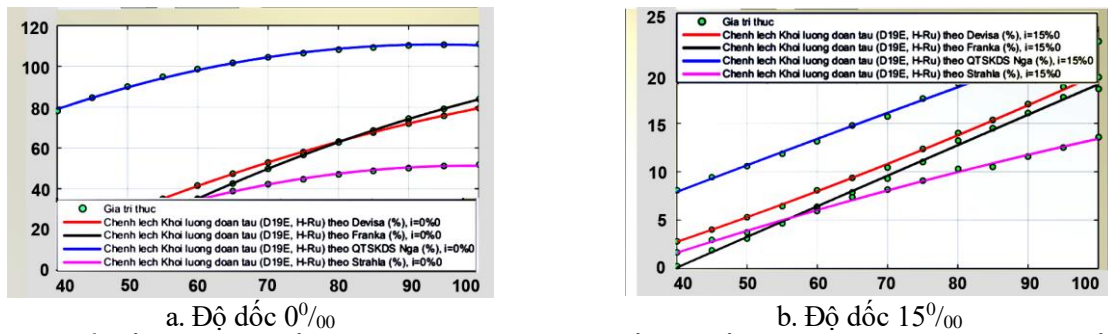 120
100
80
60
40
20
0
Gia tri thuc
Chenh lech Khoi luong doan tau (D19E, H-Ru) theo Devisa (%), i=0%0
Chenh lech Khoi luong doan tau (D19E, H-Ru) theo Franka (%), i=0%0
Chenh lech Khoi luong doan tau (D19E, H-Ru) theo QTSKDS Nga (%), i=0%0
Chenh lech Khoi luong doan tau (D19E, H-Ru) theo Strahla (%), i=0%0
40 50 60 70 80 90 100
a. Độ dốc 0⁰/₀₀
25
20
15
10
5
0
Gia tri thuc
Chenh lech Khoi luong doan tau (D19E, H-Ru) theo Devisa (%), i=15%0
Chenh lech Khoi luong doan tau (D19E, H-Ru) theo Franka (%), i=15%0
Chenh lech Khoi luong doan tau (D19E, H-Ru) theo QTSKDS Nga (%), i=15%0
Chenh lech Khoi luong doan tau (D19E, H-Ru) theo Strahla (%), i=15%0
40 50 60 70 80 90 100
b. Độ dốc 15⁰/₀₀